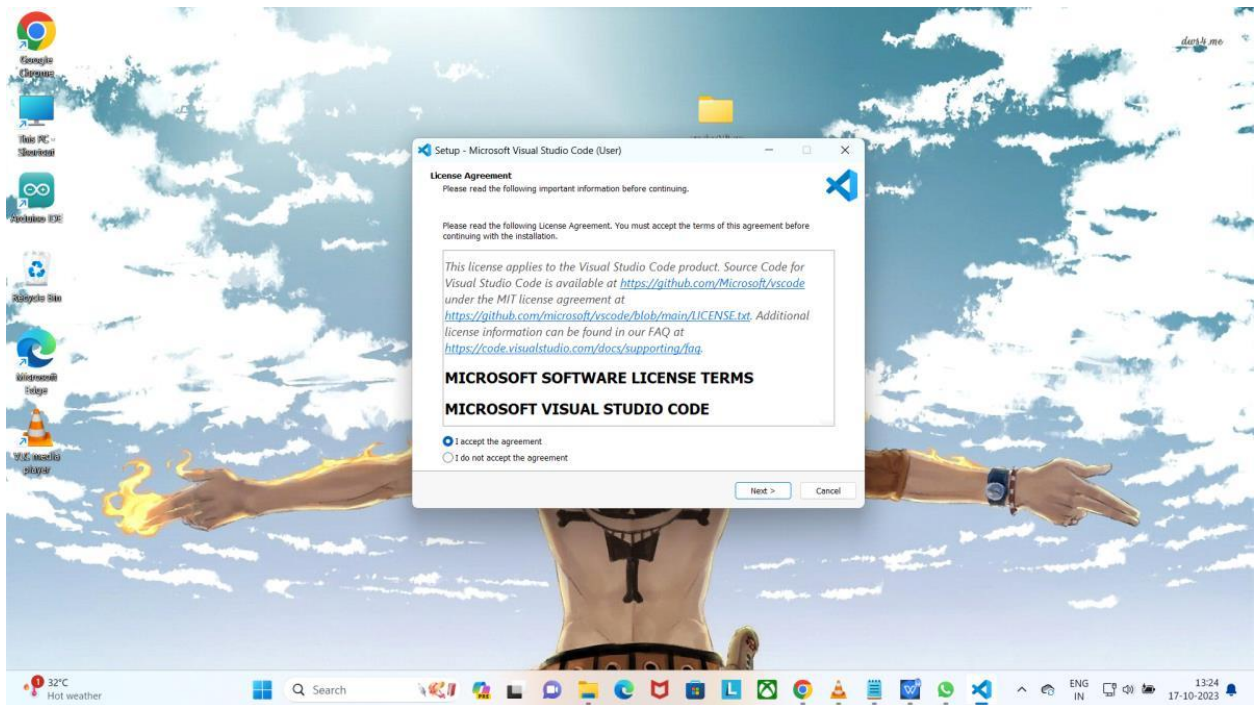 Google
Chrome
This PC -
Shortcut
Arduino IDE
Recycle Bin
Microsoft
Edge
VLC media
player
Setup - Microsoft Visual Studio Code (User)
License Agreement
Please read the following important information before continuing.
Please read the following License Agreement. You must accept the terms of this agreement before
continuing with the installation.
This license applies to the Visual Studio Code product. Source Code for
Visual Studio Code is available at https://github.com/Microsoft/vscode
under the MIT license agreement at
https://github.com/microsoft/vscode/blob/main/LICENSE.txt. Additional
license information can be found in our FAQ at
https://code.visualstudio.com/docs/supporting/faq.
MICROSOFT SOFTWARE LICENSE TERMS
MICROSOFT VISUAL STUDIO CODE
I accept the agreement
I do not accept the agreement
Next >
Cancel
1
32°C
Hot weather
Search
PRE
L
W
ENG
IN
13:24
17-10-2023